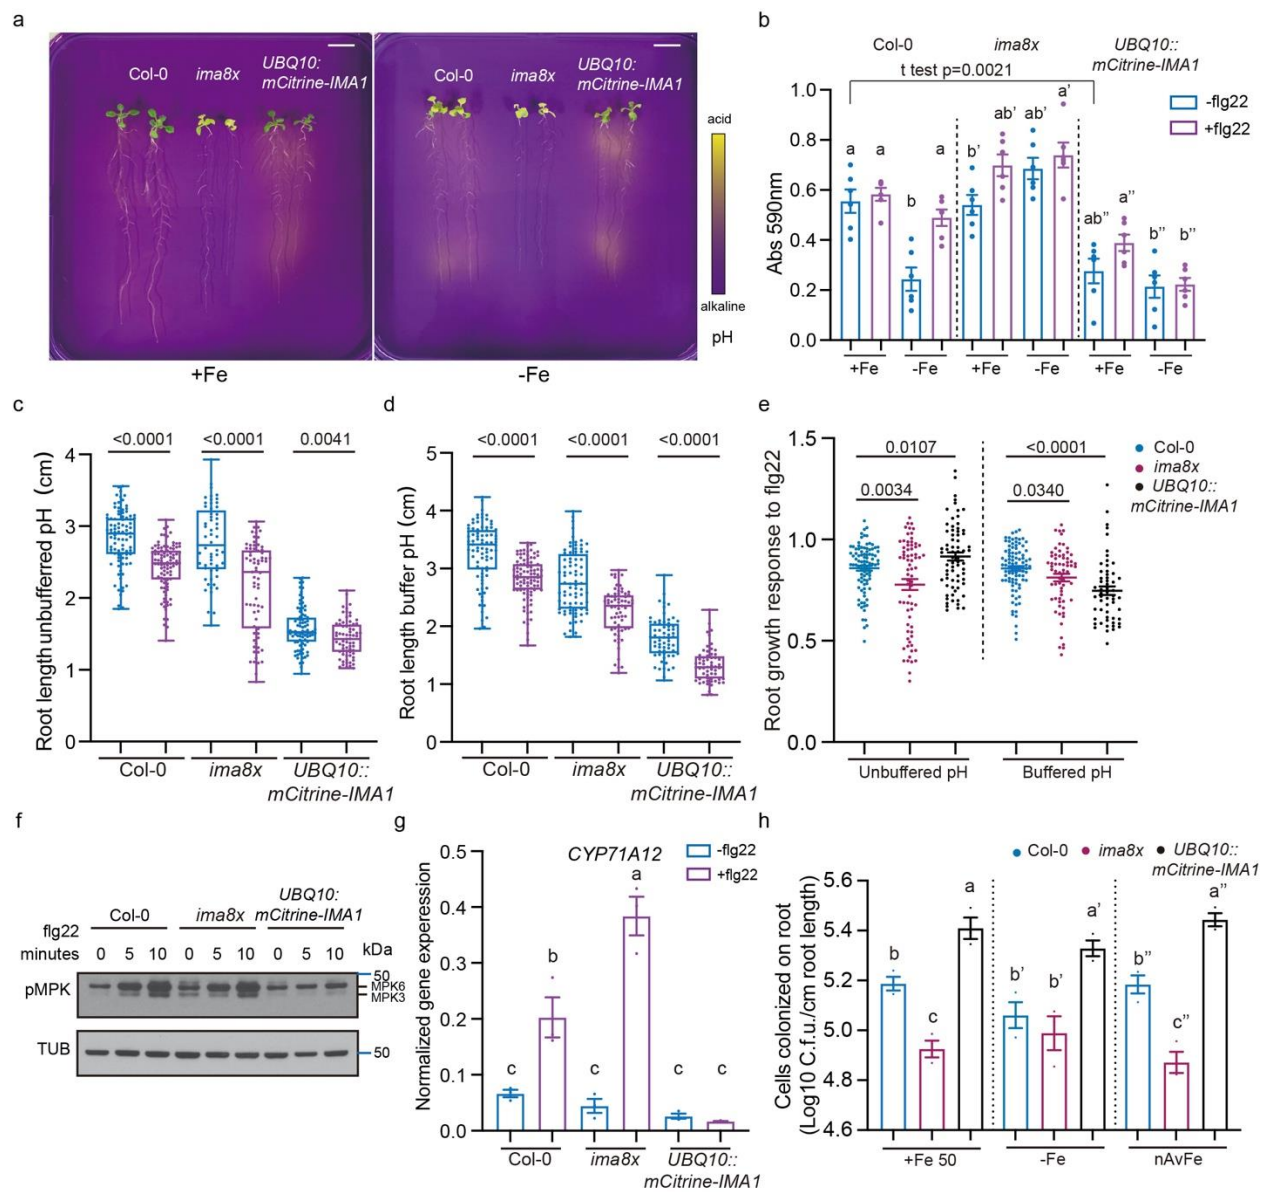 a
Col-0
ima8x
UBQ10:
mCitrine-IMA1
Col-0
ima8x
UBQ10:
mCitrine-IMA1
acid
alkaline
pH
+Fe
-Fe
b
Col-0
ima8x
UBQ10::
mCitrine-IMA1
t test p=0.0021
-flg22
+flg22
Abs 590nm
1.0
0.8
0.6
0.4
0.2
0.0
a
a
b
a
b’
ab’
ab’
a’
ab’’
a’’
b’’
b’’
+Fe
-Fe
+Fe
-Fe
+Fe
-Fe
c
<0.0001
<0.0001
0.0041
Root length unbufferred pH (cm)
4
3
2
1
0
Col-0
ima8x
UBQ10::
mCitrine-IMA1
d
<0.0001
<0.0001
<0.0001
Root length buffer pH (cm)
5
4
3
2
1
0
Col-0
ima8x
UBQ10::
mCitrine-IMA1
e
Root growth response to flg22
1.5
1.0
0.5
0.0
0.0107
0.0034
<0.0001
0.0340
Col-0
ima8x
UBQ10::
mCitrine-IMA1
Unbuffered pH
Buffered pH
f
Col-0
ima8x
UBQ10:
mCitrine-IMA1
flg22
minutes
0 5 10 0 5 10 0 5 10
kDa
pMPK
50
MPK6
MPK3
TUB
50
g
CYP71A12
-flg22
+flg22
Normalized gene experession
0.5
0.4
0.3
0.2
0.1
0.0
c
b
c
a
c
c
Col-0
ima8x
UBQ10::
mCitrine-IMA1
h
Col-0
ima8x
UBQ10::
mCitrine-IMA1
Cells colonized on root
(Log10 C.f.u./cm root length)
5.6
5.4
5.2
5.0
4.8
4.6
b
c
a
b’
b’
a’
b’’
c’’
a’’
+Fe 50
-Fe
nAvFe